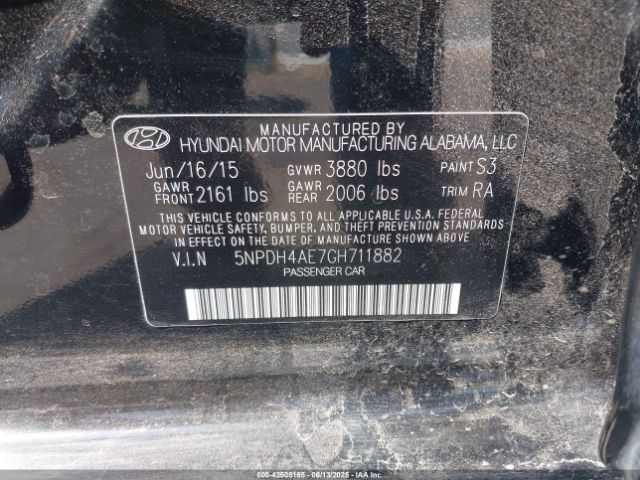 MANUFACTURED BY
HYUNDAI MOTOR MANUFACTURING ALABAMA, LLC
Jun/16/15 GVWR 3880 lbs PAINT S3
GAWR FRONT 2161 lbs GAWR REAR 2006 lbs TRIM RA
THIS VEHICLE CONFORMS TO ALL APPLICABLE U.S.A. FEDERAL
MOTOR VEHICLE SAFETY, BUMPER, AND THEFT PREVENTION STANDARDS
IN EFFECT ON THE DATE OF MANUFACTURE SHOWN ABOVE.
V.I.N 5NPDH4AE7GH711882
PASSENGER CAR
000-42505165 - 06/13/2025 - IAA Inc.